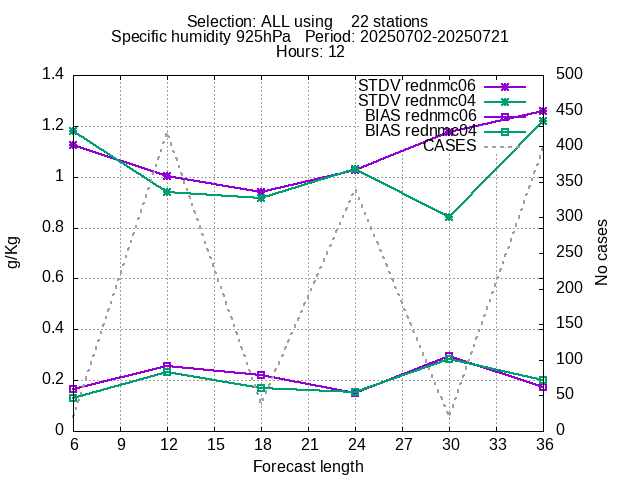 Selection: ALL using    22 stations
Specific humidity 925hPa   Period: 20250702-20250721
Hours: 12
STDV rednmc06
STDV rednmc04
BIAS rednmc06
BIAS rednmc04
CASES
g/Kg
No cases
1.4
1.2
1
0.8
0.6
0.4
0.2
0
500
450
400
350
300
250
200
150
100
50
0
6 9 12 15 18 21 24 27 30 33 36
Forecast length